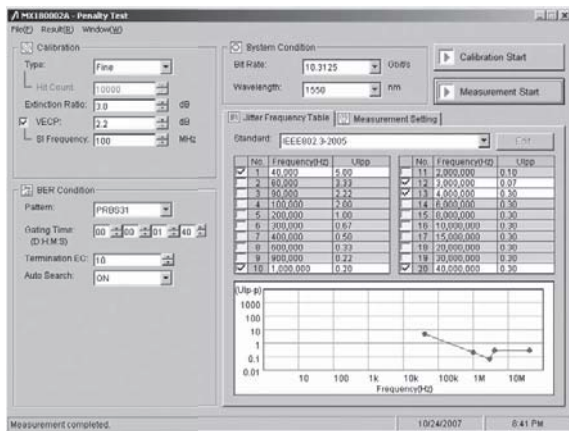 MX180002A - Penalty Test
File(F) Result(R) Window(W)
Calibration
Type: Fine
Hit Count: 10000
Extinction Ratio: 3.0 dB
VECP: 2.2 dB
SI Frequency: 100 MHz
BER Condition
Pattern: PRBS31
Gating Time: 00 00 01 40
(D H M S)
Termination EC: 10
Auto Search: ON
System Condition
Bit Rate: 10.3125 Gbit/s
Wavelength: 1550 nm
Calibration Start
Measurement Start
Jitter Frequency Table Measurement Setting
Standard: IEEE802.3-2005 Edit
No. Frequency(Hz) UIpp No. Frequency(Hz) UIpp
1 40,000 5.00 11 2,000,000 0.10
2 60,000 3.33 12 3,000,000 0.07
3 90,000 2.22 13 4,000,000 0.30
4 100,000 2.00 14 6,000,000 0.30
5 200,000 1.00 15 8,000,000 0.30
6 300,000 0.67 16 10,000,000 0.30
7 400,000 0.50 17 15,000,000 0.30
8 600,000 0.33 18 20,000,000 0.30
9 900,000 0.22 19 30,000,000 0.30
10 1,000,000 0.20 20 40,000,000 0.30
(UIp-p)
1000
100
10
1
0.1
0.01
10 100 1k 10k 100k 1M 10M
Frequency(Hz)
Measurement completed. 10/24/2007 6:41 PM